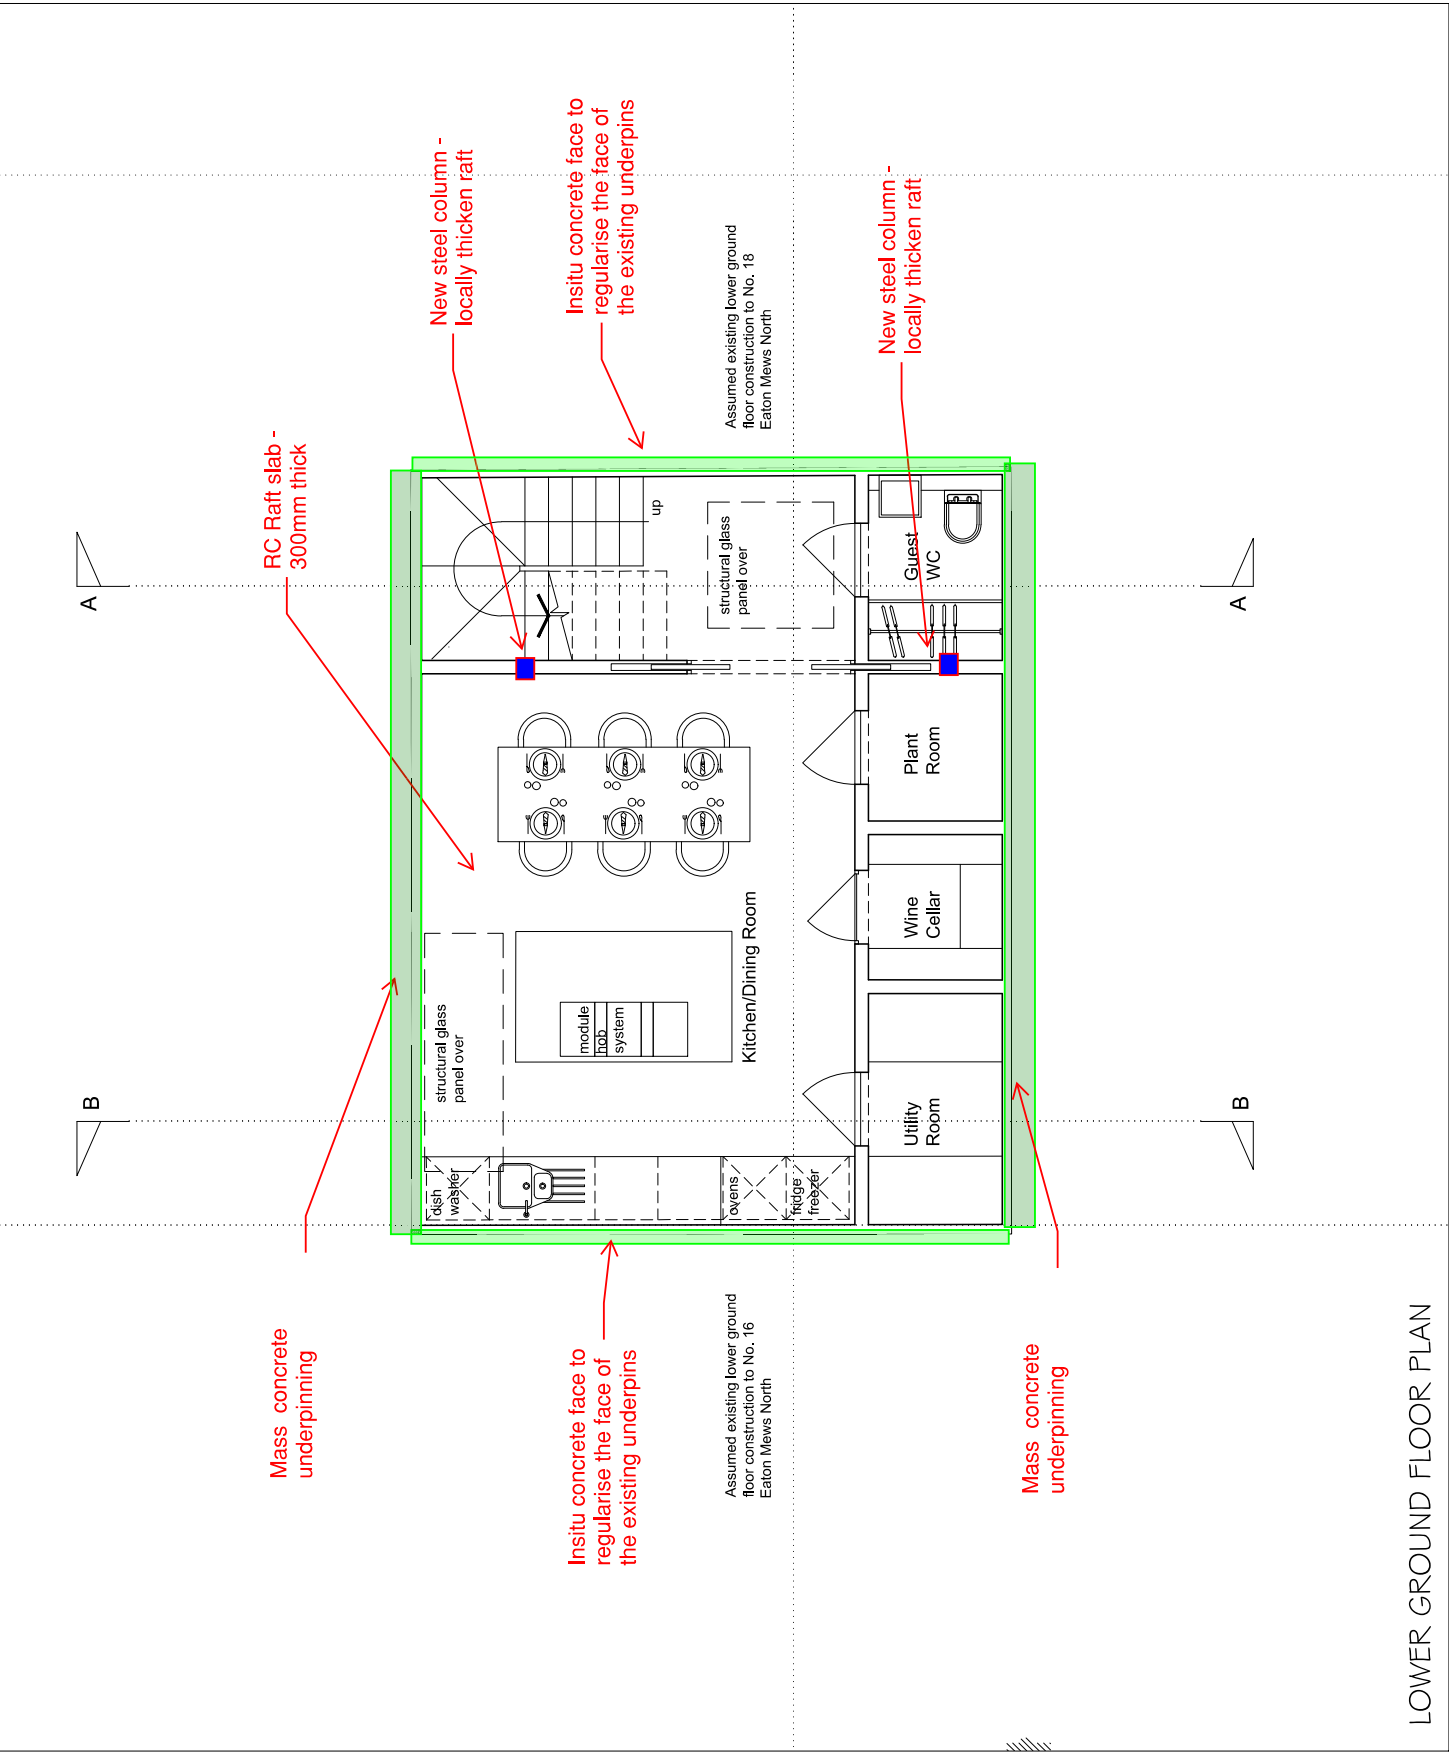 RC Raft slab -
300mm thick
New steel column -
locally thicken raft
Insitu concrete face to
regularise the face of
the existing underpins
Assumed existing lower ground
floor construction to No. 18
Eaton Mews North
New steel column -
locally thicken raft
A
A
up
structural glass
panel over
Guest
WC
Plant
Room
Wine
Cellar
Utility
Room
Kitchen/Dining Room
module
hob
system
structural glass
panel over
dish
washer
ovens
fridge
freezer
B
B
Mass concrete
underpinning
Insitu concrete face to
regularise the face of
the existing underpins
Assumed existing lower ground
floor construction to No. 16
Eaton Mews North
Mass concrete
underpinning
LOWER GROUND FLOOR PLAN